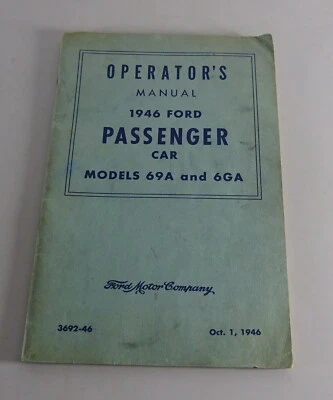 OPERATOR'S
MANUAL
1946 FORD
PASSENGER
CAR
MODELS 69A and 6GA
Ford Motor Company
3692-46 Oct. 1, 1946